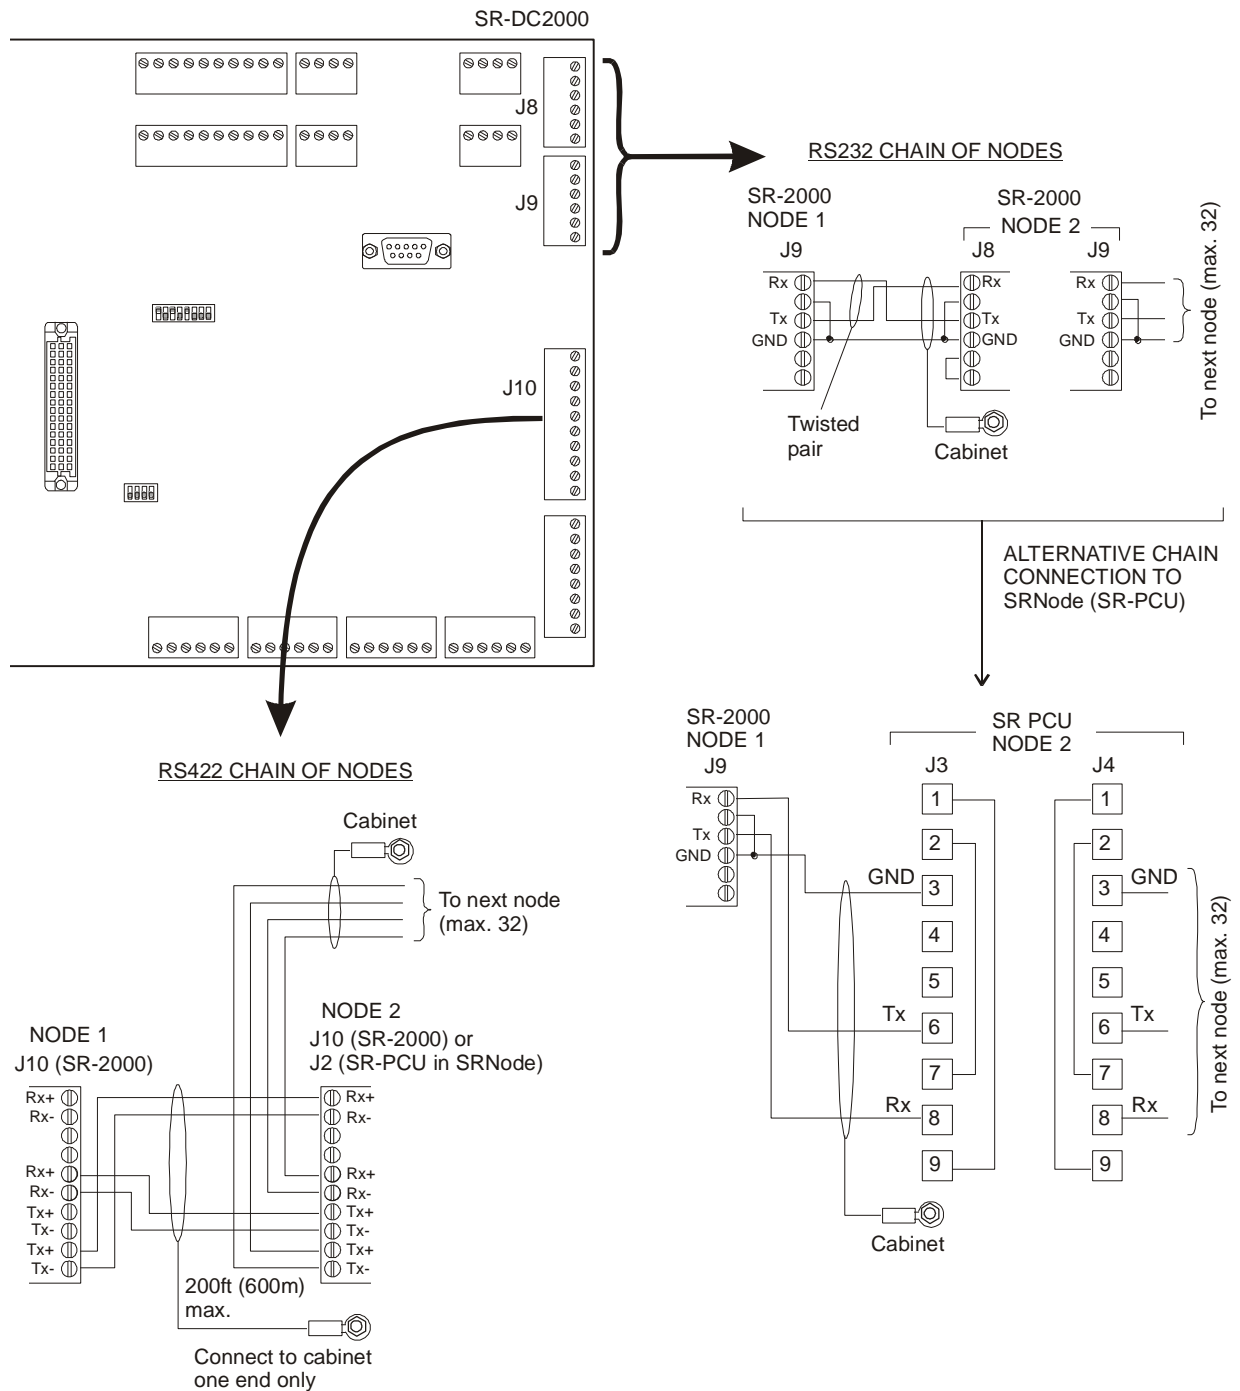 SR-DC2000
J8
J9
J10
RS232 CHAIN OF NODES
SR-2000
NODE 1
J9
SR-2000
NODE 2
J8
J9
Rx
Tx
GND
Rx
Tx
GND
Rx
Tx
GND
To next node (max. 32)
Twisted
pair
Cabinet
ALTERNATIVE CHAIN
CONNECTION TO
SRNode (SR-PCU)
SR-2000
NODE 1
J9
SR PCU
NODE 2
J3
J4
Rx
Tx
GND
GND
Tx
Rx
1
2
3
4
5
6
7
8
9
1
2
3
4
5
6
7
8
9
GND
Tx
Rx
To next node (max. 32)
Cabinet
RS422 CHAIN OF NODES
Cabinet
To next node
(max. 32)
NODE 1
J10 (SR-2000)
NODE 2
J10 (SR-2000) or
J2 (SR-PCU in SRNode)
Rx+
Rx-
Rx+
Rx-
Tx+
Tx-
Tx+
Tx-
Rx+
Rx-
Rx+
Rx-
Tx+
Tx-
Tx+
Tx-
200ft (600m)
max.
Connect to cabinet
one end only